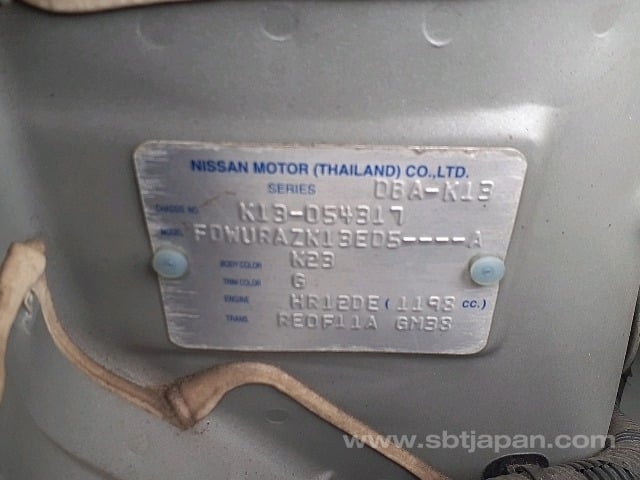 NISSAN MOTOR (THAILAND) CO.,LTD.
SERIES DBA-K13
CHASSIS NO. K13-054317
MODEL FDWURAZK13EDS----A
BODY COLOR K23
TRIM COLOR G
ENGINE HR12DE ( 1198 CC.)
TRANS RE0F11A GM38
www.sbtjapan.com